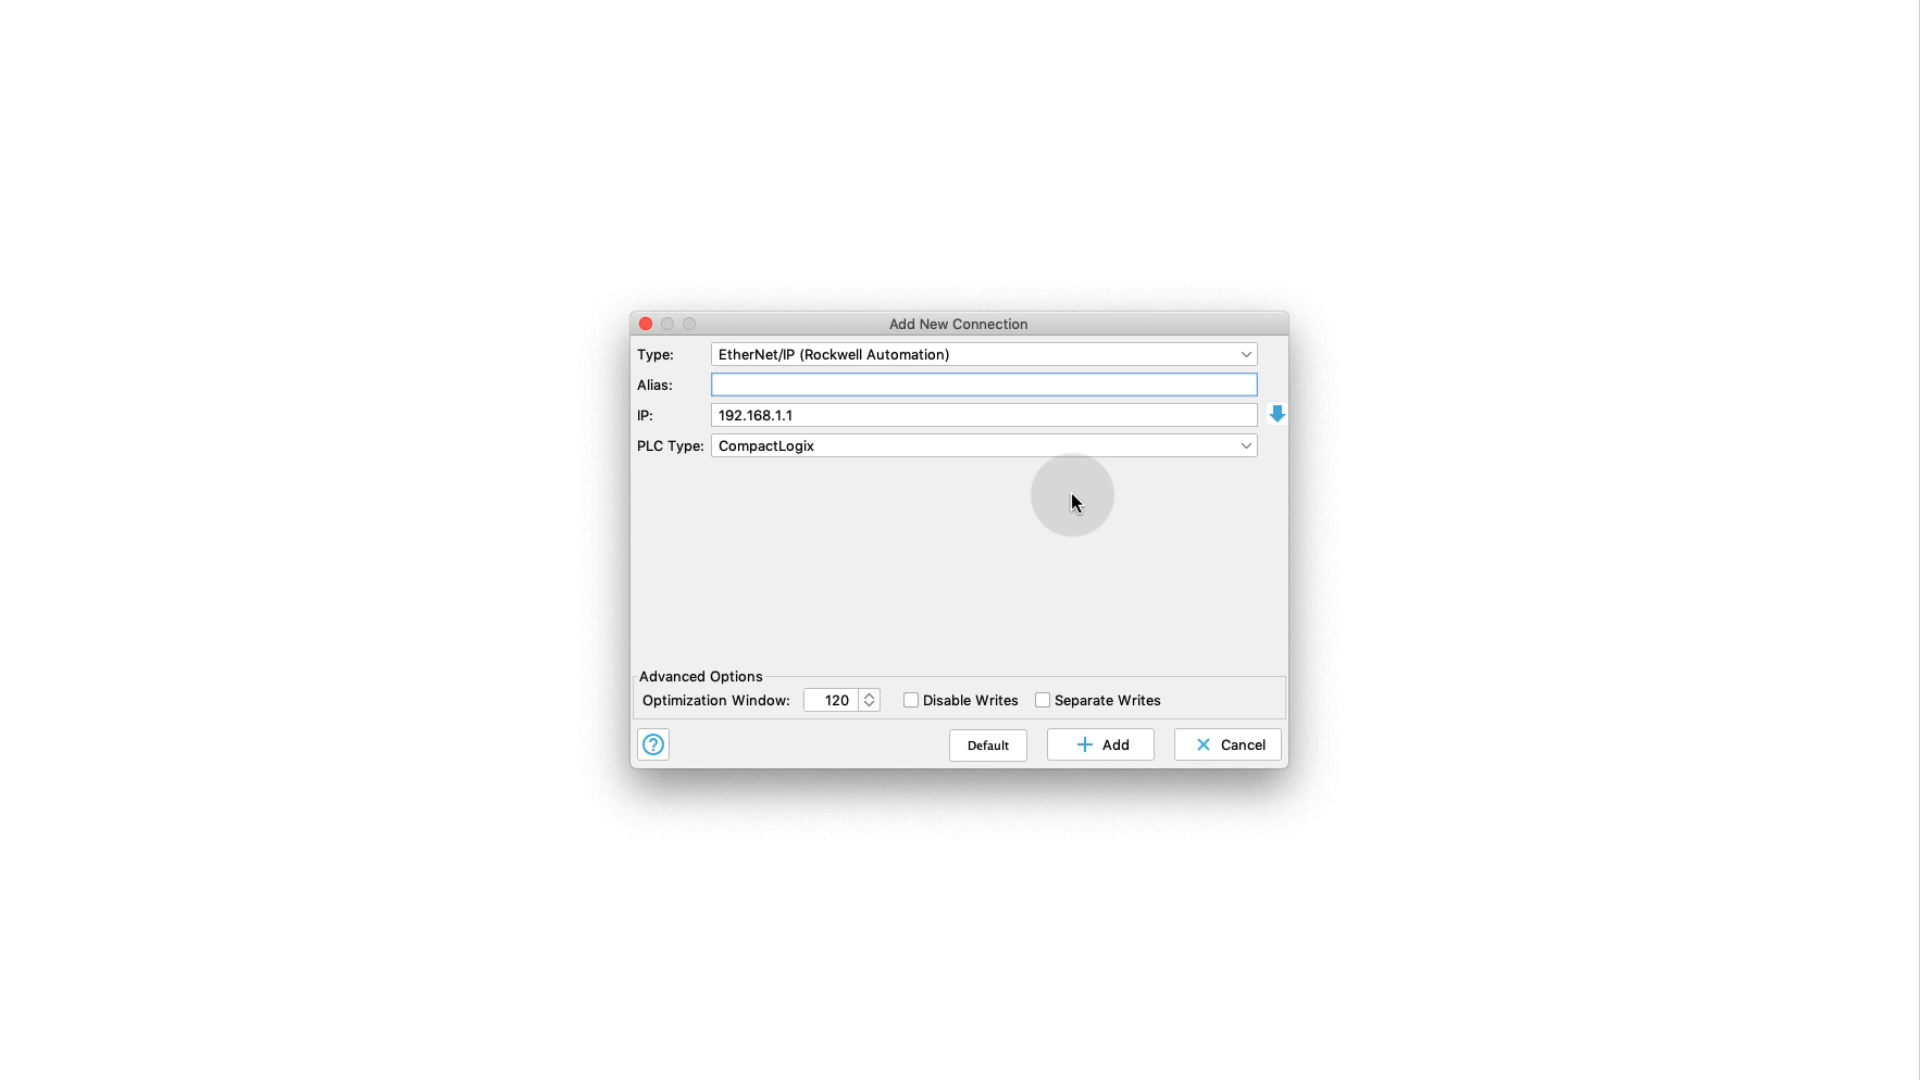 Add New Connection
Type: EtherNet/IP (Rockwell Automation)
Alias:
IP: 192.168.1.1
PLC Type: CompactLogix
Advanced Options
Optimization Window: 120 Disable Writes Separate Writes
? Default + Add × Cancel